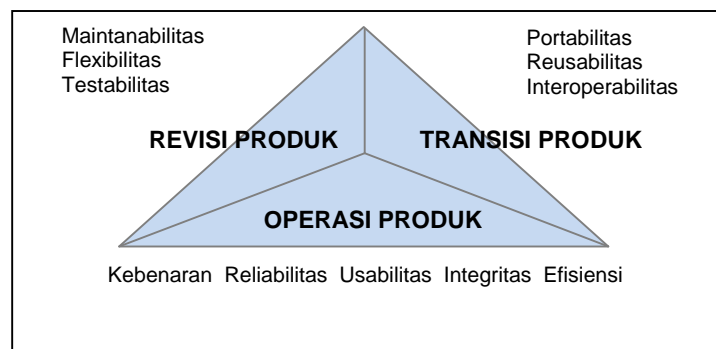 Maintanabilitas
Flexibilitas
Testabilitas
Portabilitas
Reusabilitas
Interoperabilitas
REVISI PRODUK
TRANSISI PRODUK
OPERASI PRODUK
Kebenaran Reliabilitas Usabilitas Integritas Efisiensi